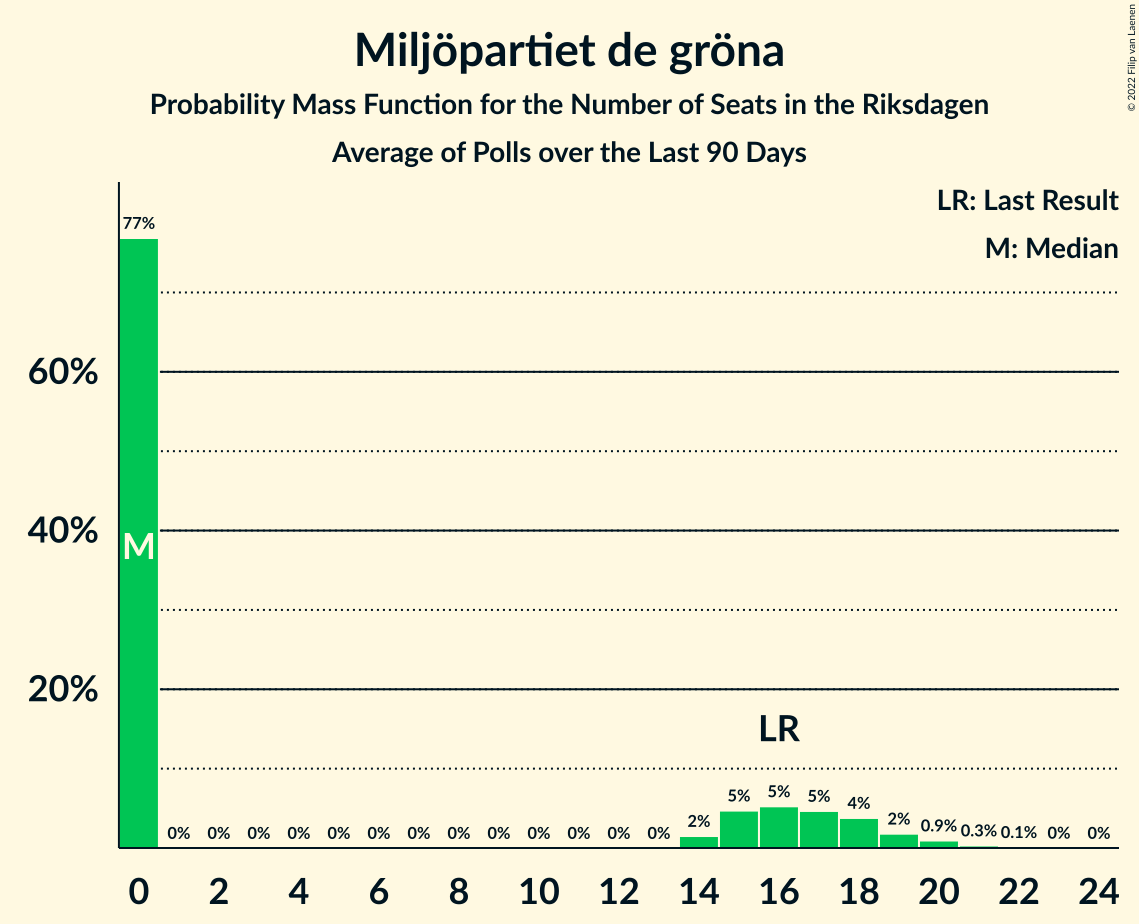 Miljöpartiet de gröna
Probability Mass Function for the Number of Seats in the Riksdagen
Average of Polls over the Last 90 Days
© 2022 Filip van Laenen
LR: Last Result
M: Median
60%
40%
20%
77%
M
0% 0% 0% 0% 0% 0% 0% 0% 0% 0% 0% 0% 0% 2% 5% 5% 5% 4% 2% 0.9% 0.3% 0.1% 0% 0%
LR
0 2 4 6 8 10 12 14 16 18 20 22 24